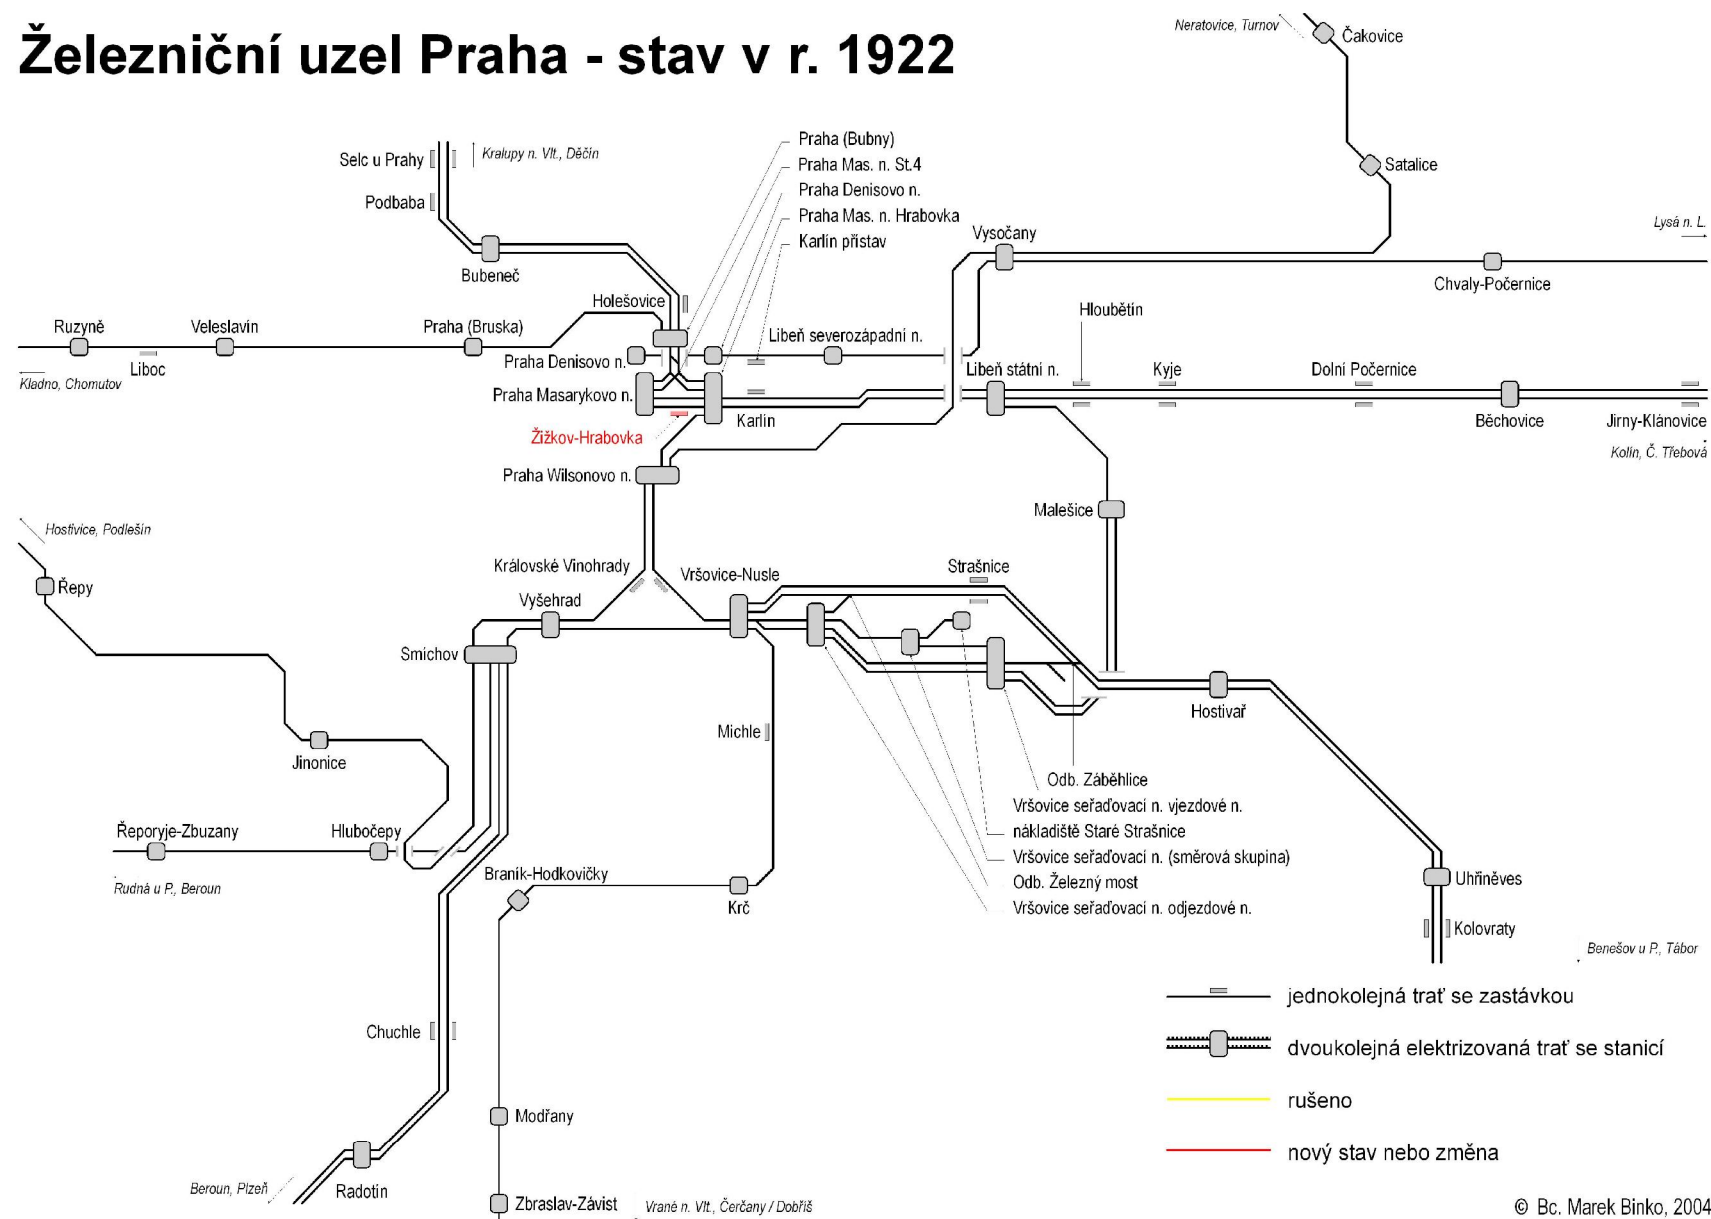 Železniční uzel Praha - stav v r. 1922
Neratovice, Turnov
Čakovice
Praha (Bubny)
Selc u Prahy
Kralupy n. Vlt., Děčín
Praha Mas. n. St.4
Satalice
Podbaba
Praha Denisovo n.
Praha Mas. n. Hrabovka
Karlín přístav
Vysočany
Lysá n. L.
Bubeneč
Chvaly-Počernice
Holešovice
Hloubětín
Ruzyně
Veleslavín
Praha (Bruska)
Libeň severozápadní n.
Liboc
Praha Denisovo n.
Libeň státní n.
Kyje
Dolní Počernice
Kladno, Chomutov
Praha Masarykovo n.
Karlín
Běchovice
Jirny-Klánovice
Žižkov-Hrabovka
Kolín, Č. Třebová
Praha Wilsonovo n.
Malešice
Hostivice, Podlešín
Královské Vinohrady
Vršovice-Nusle
Strašnice
Řepy
Vyšehrad
Smíchov
Hostivař
Michle
Jinonice
Odb. Záběhlice
Vršovice seřaďovací n. vjezdové n.
Řeporyje-Zbuzany
Hlubočepy
nákladiště Staré Strašnice
Vršovice seřaďovací n. (směrová skupina)
Braník-Hodkovičky
Odb. Železný most
Uhříněves
Rudná u P., Beroun
Krč
Vršovice seřaďovací n. odjezdové n.
Kolovraty
Benešov u P., Tábor
jednokolejná trať se zastávkou
Chuchle
dvoukolejná elektrizovaná trať se stanicí
rušeno
Modřany
nový stav nebo změna
Beroun, Plzeň
Radotín
Zbraslav-Závist
Vrané n. Vlt., Čerčany / Dobříš
© Bc. Marek Binko, 2004